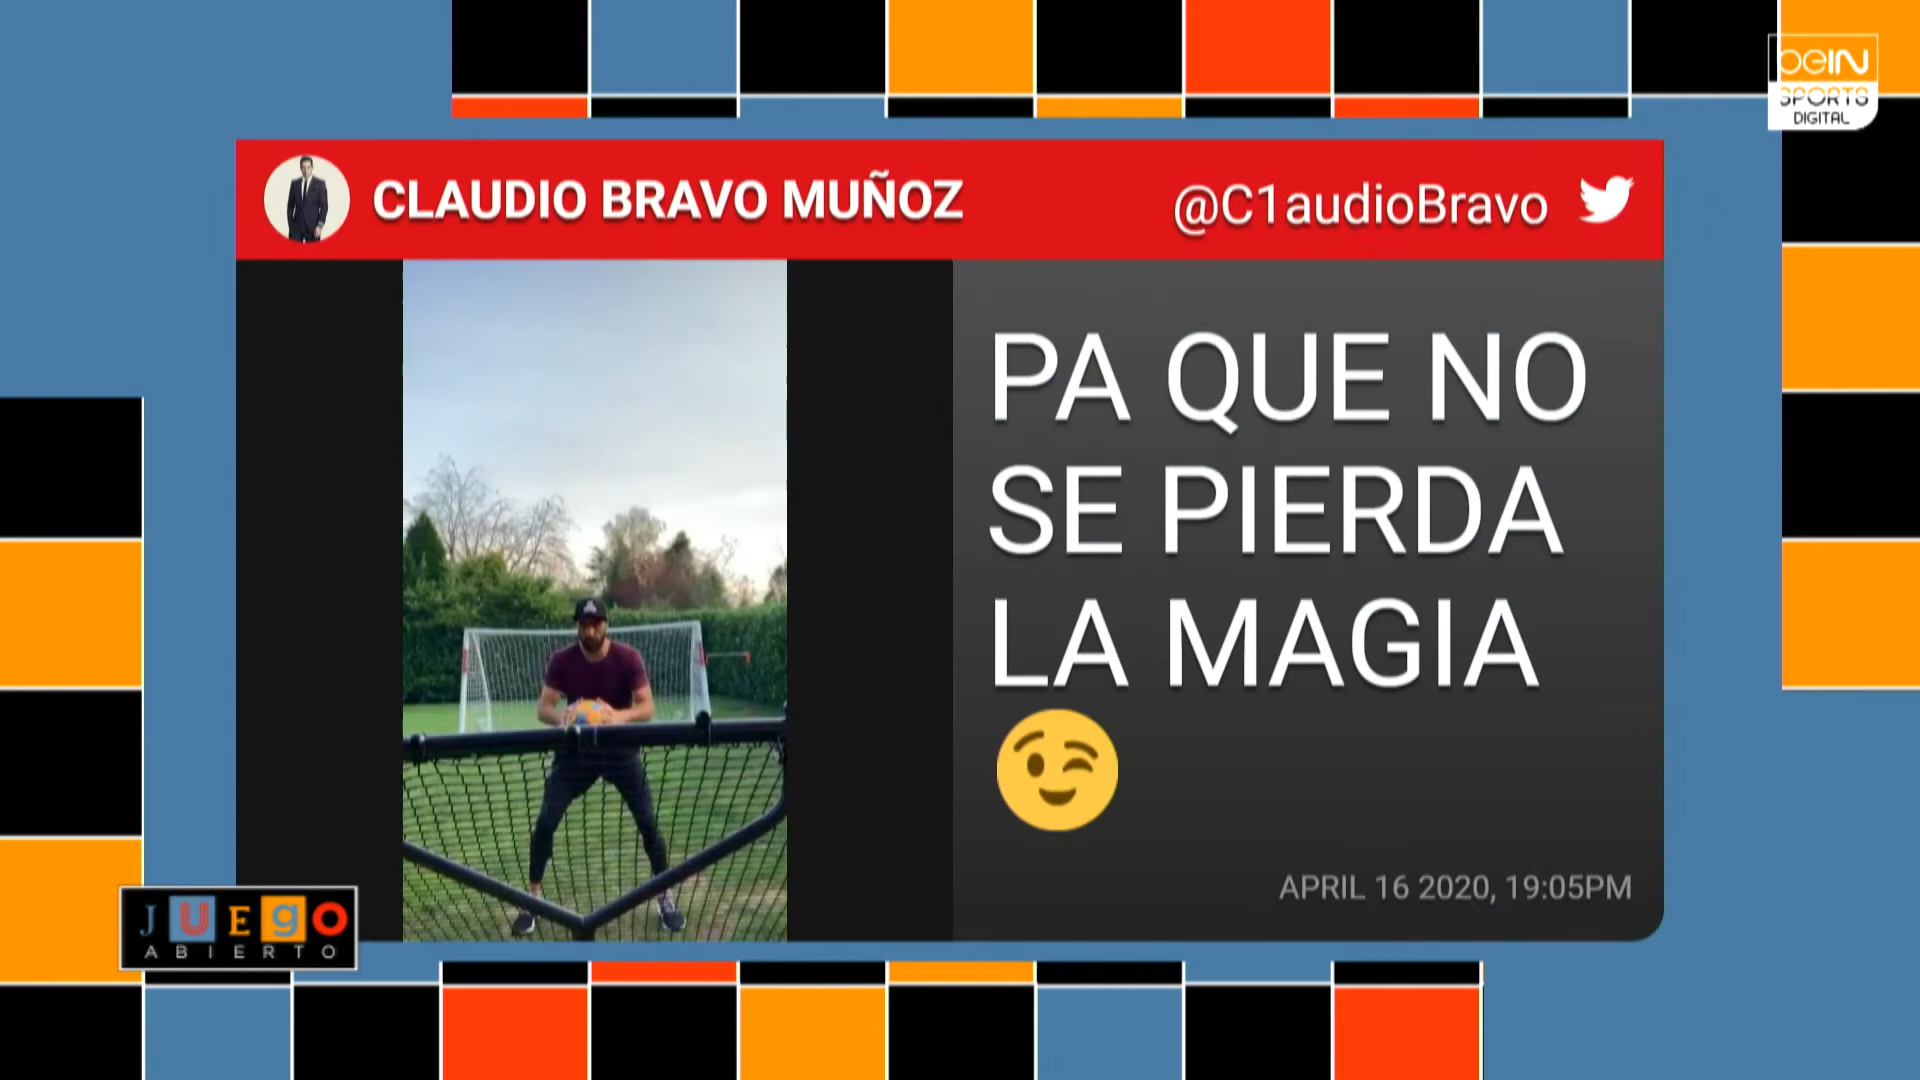 beIN
SPORTS
DIGITAL
CLAUDIO BRAVO MUÑOZ
@C1audioBravo
PA QUE NO
SE PIERDA
LA MAGIA
😉
APRIL 16 2020, 19:05PM
JUEgO
ABIERTO